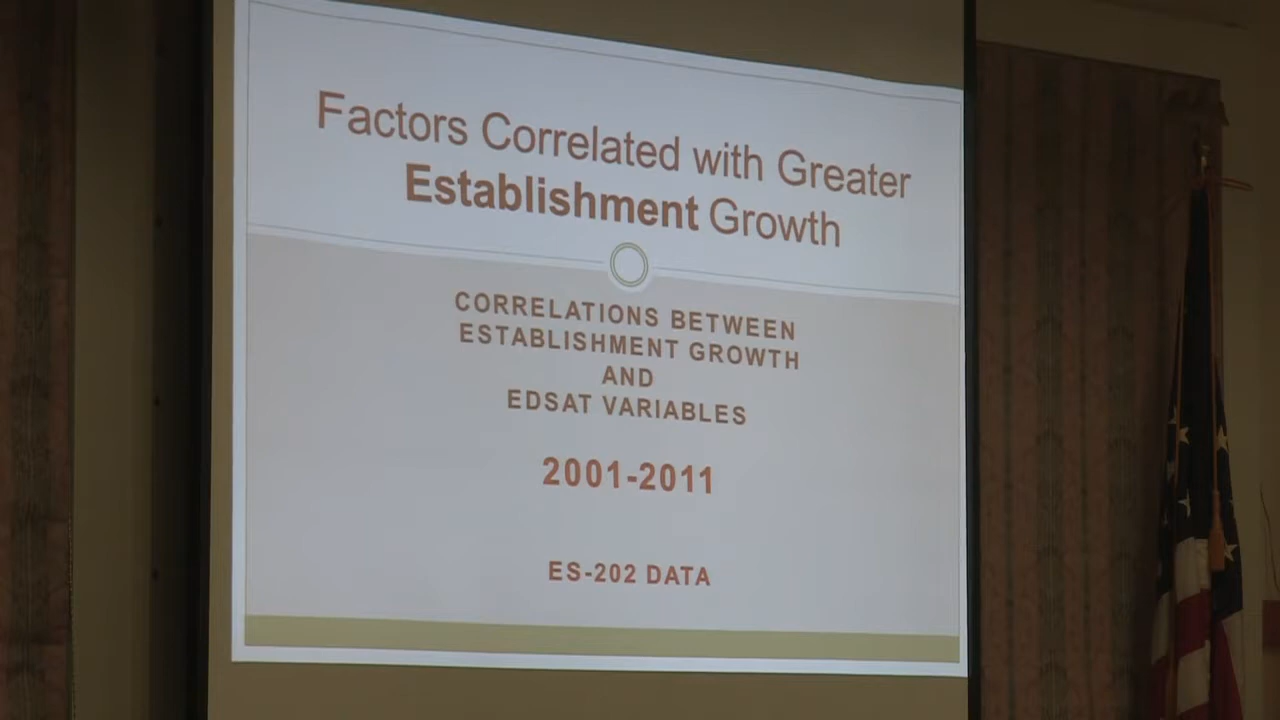 Factors Correlated with Greater
Establishment Growth
CORRELATIONS BETWEEN
ESTABLISHMENT GROWTH
AND
EDSAT VARIABLES
2001-2011
ES-202 DATA